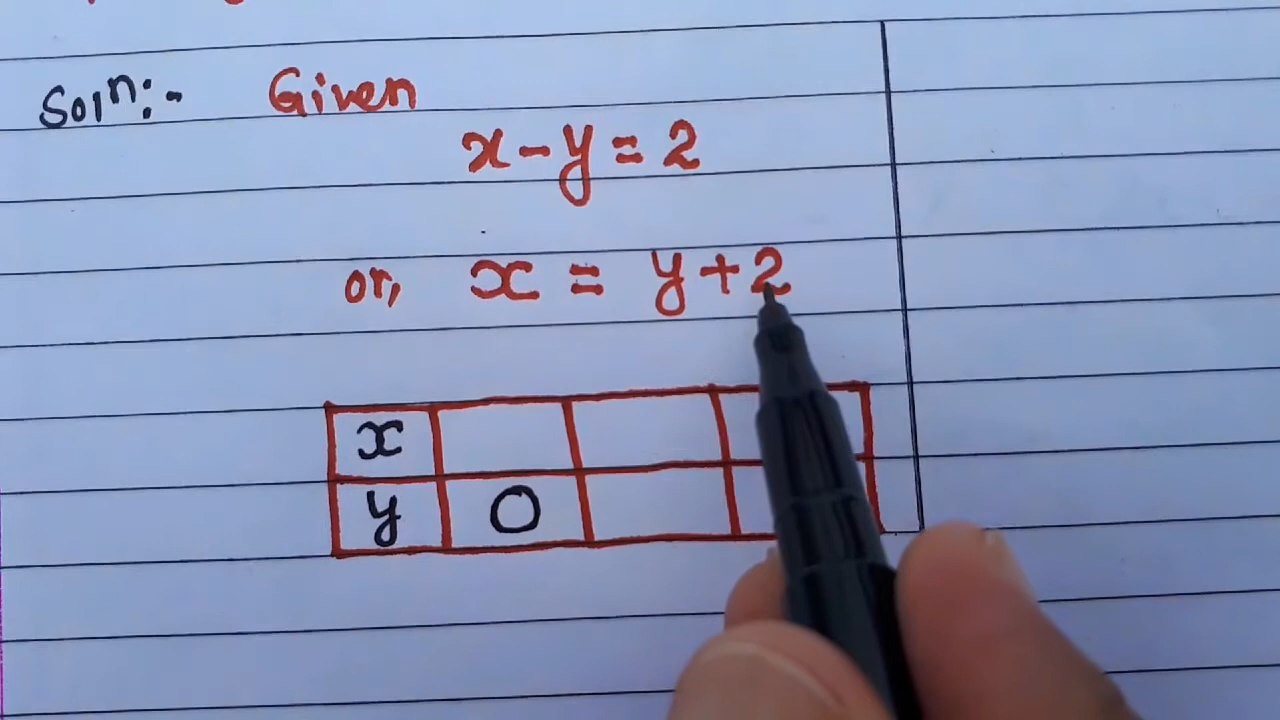 Solⁿ:- Given
x - y = 2
or, x = y + 2
x
y 0